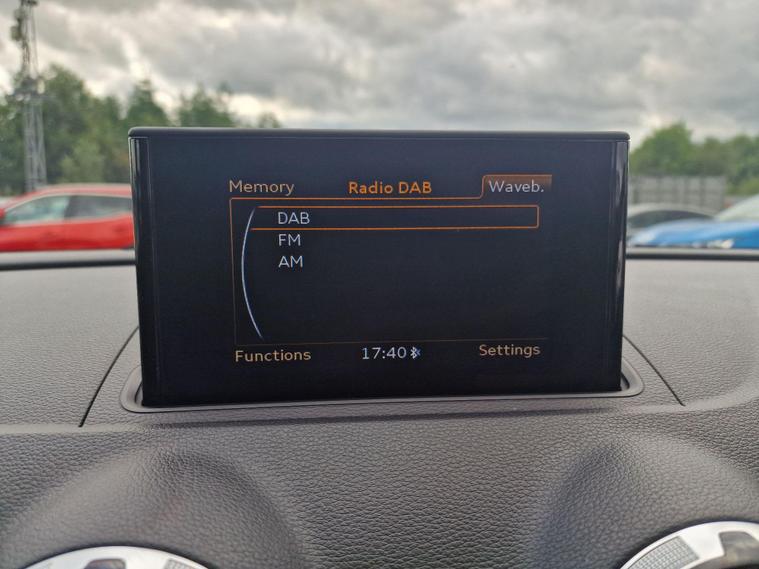 Memory Radio DAB Waveb.
DAB
FM
AM
Functions 17:40 Settings